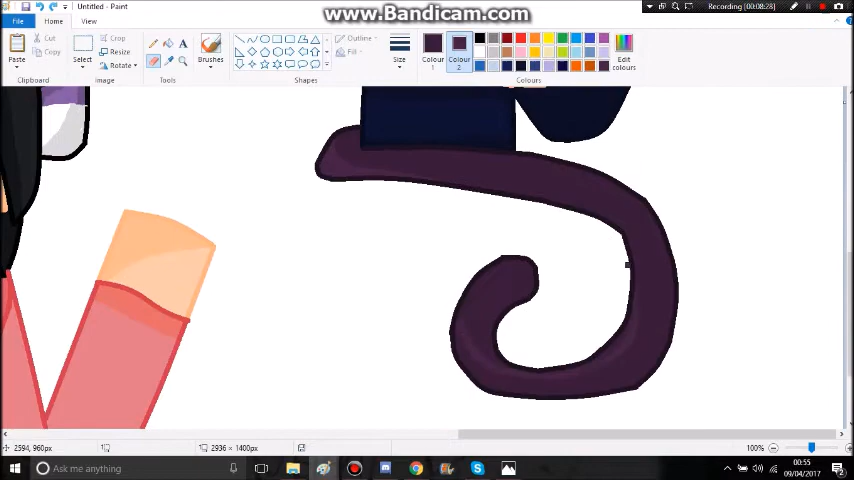 www.Bandicam.com
Untitled - Paint
Recording [00:08:28]
File
Home
View
Paste
Cut
Copy
Clipboard
Select
Crop
Resize
Rotate
Image
Tools
Brushes
Shapes
Outline
Fill
Size
Colour
1
Colour
2
Edit
colours
Colours
2594, 960px
2936 × 1400px
100%
Ask me anything
00:55
09/04/2017